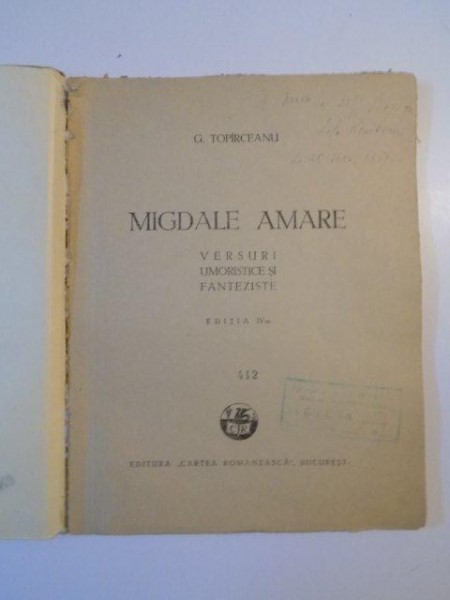 G. TOPÎRCEANU
MIGDALE AMARE
VERSURI
UMORISTICE ȘI
FANTEZISTE
EDIȚIA IV-a
412
C R
EDITURA „CARTEA ROMÂNEASCĂ”, BUCUREȘTI